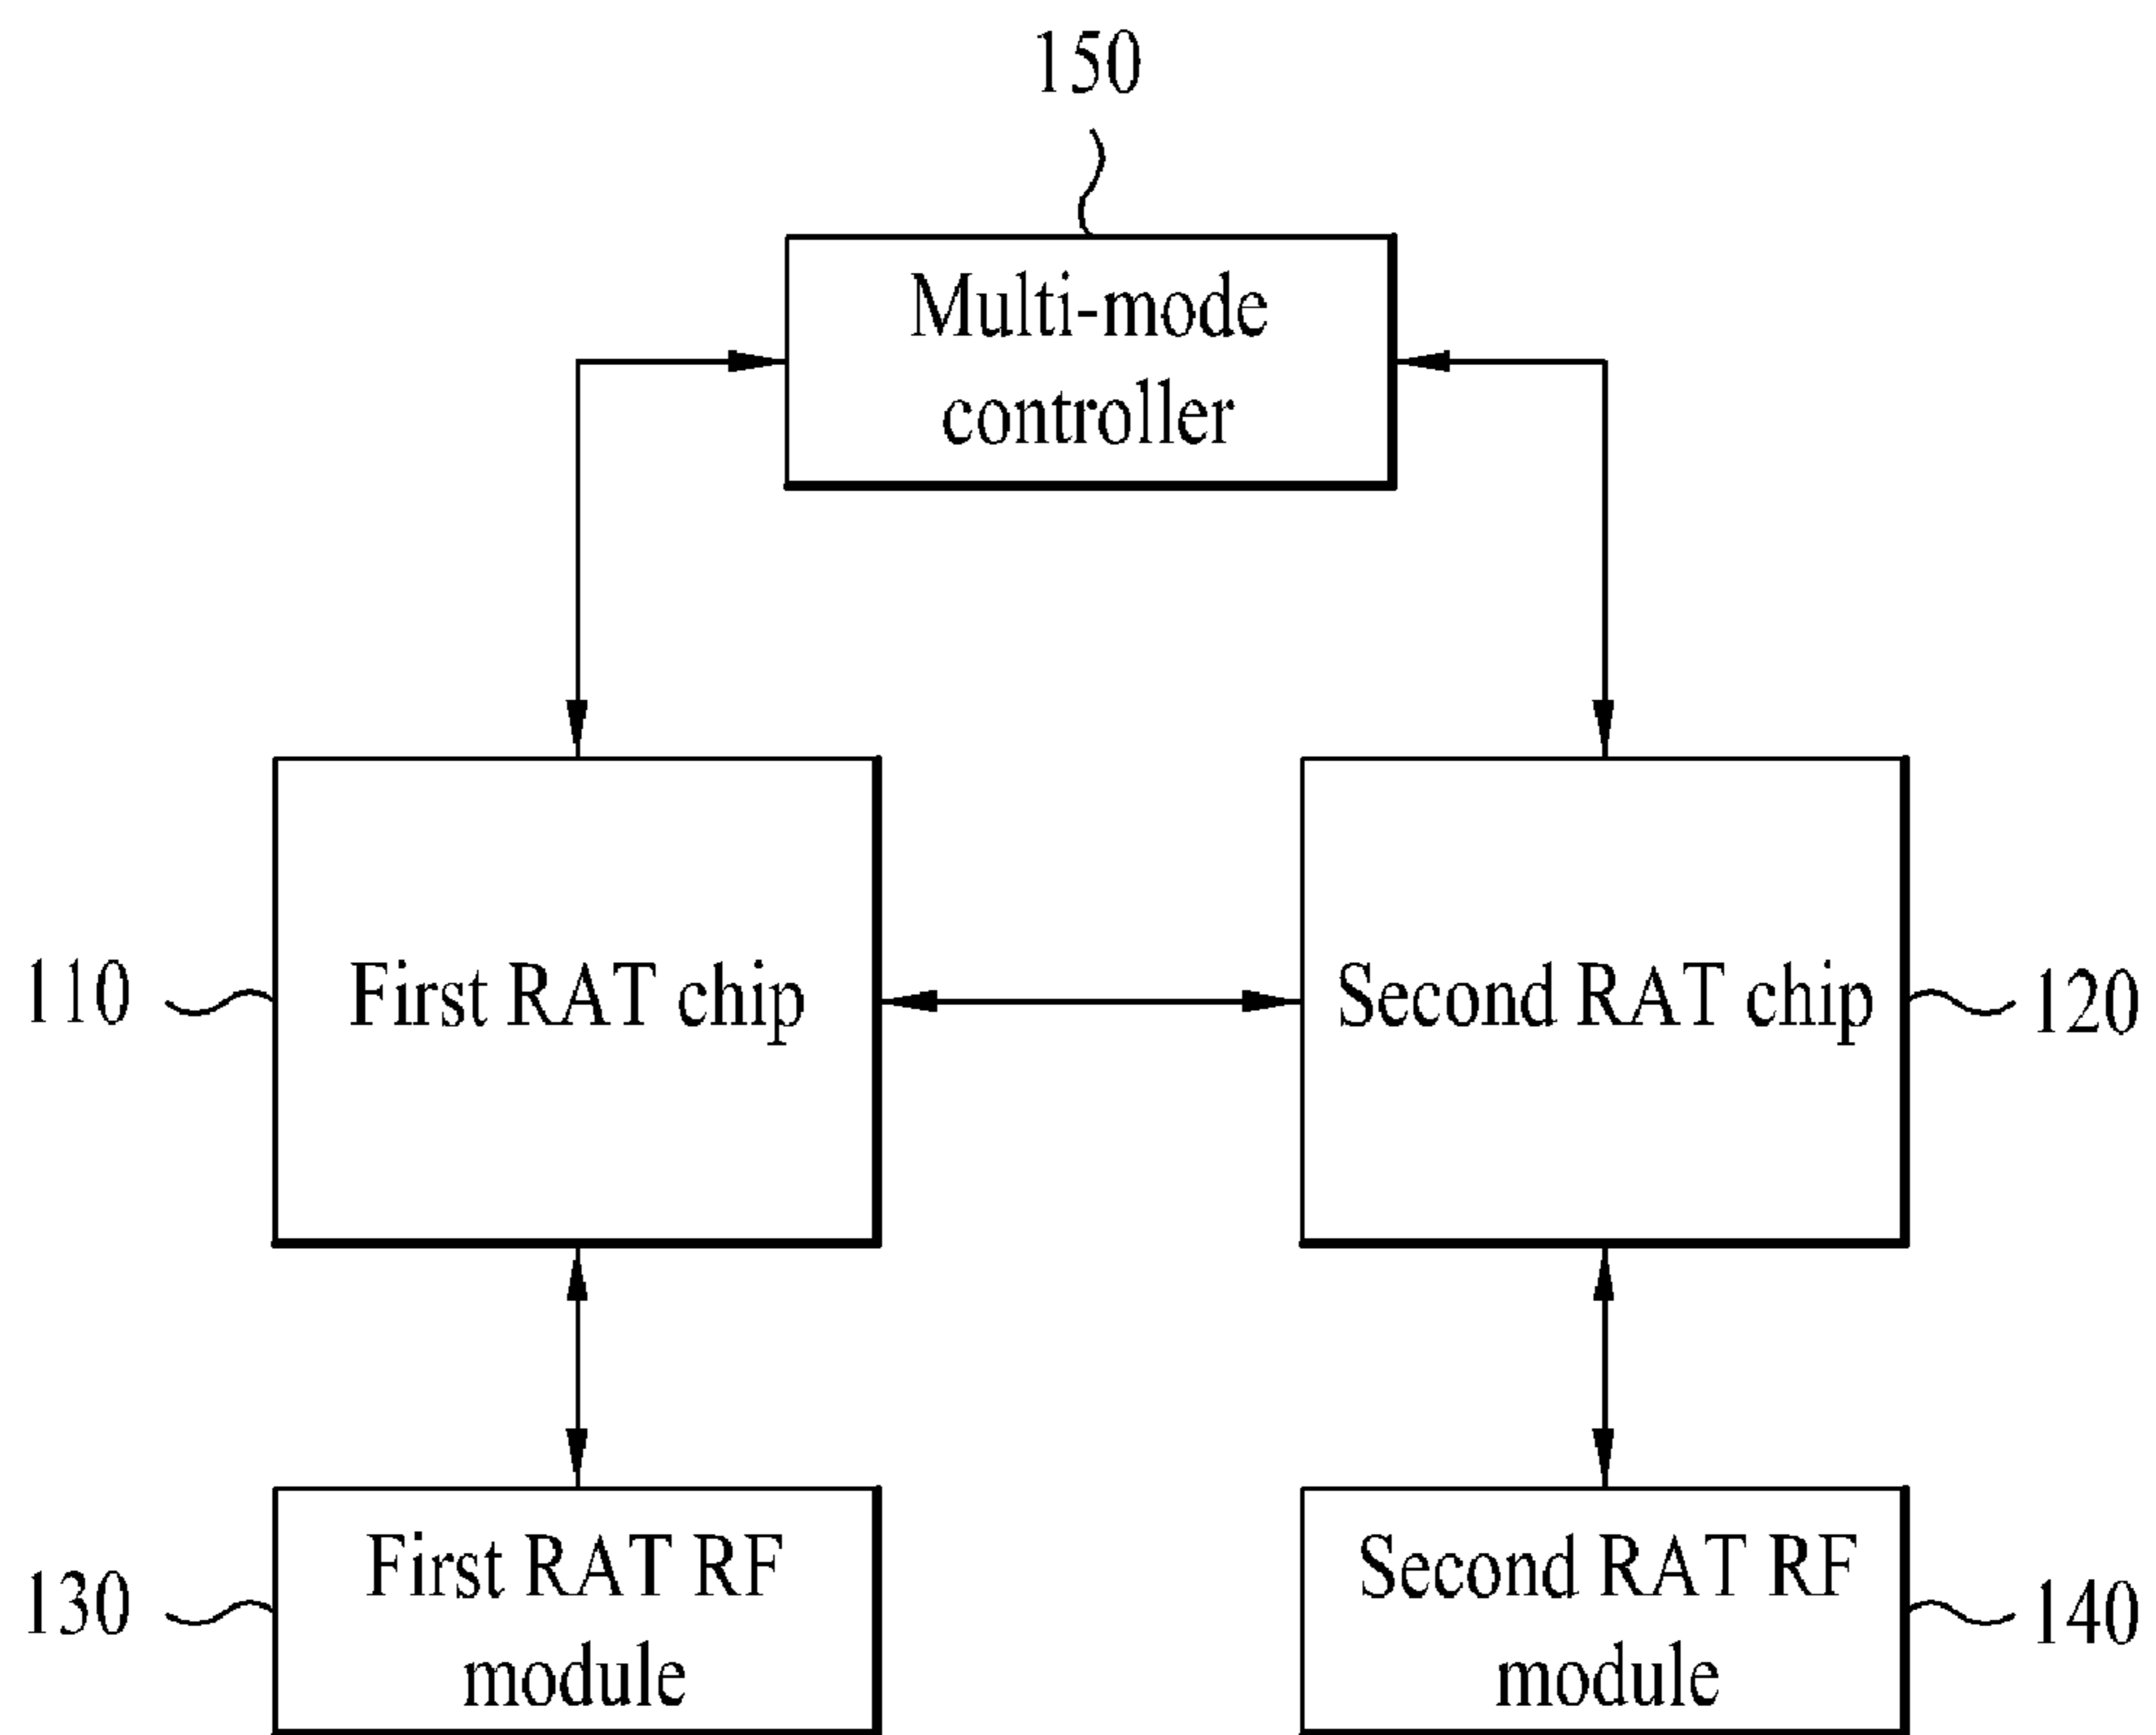 150
Multi-mode
controller
110
First RAT chip
Second RAT chip
120
130
First RAT RF
module
Second RAT RF
module
140